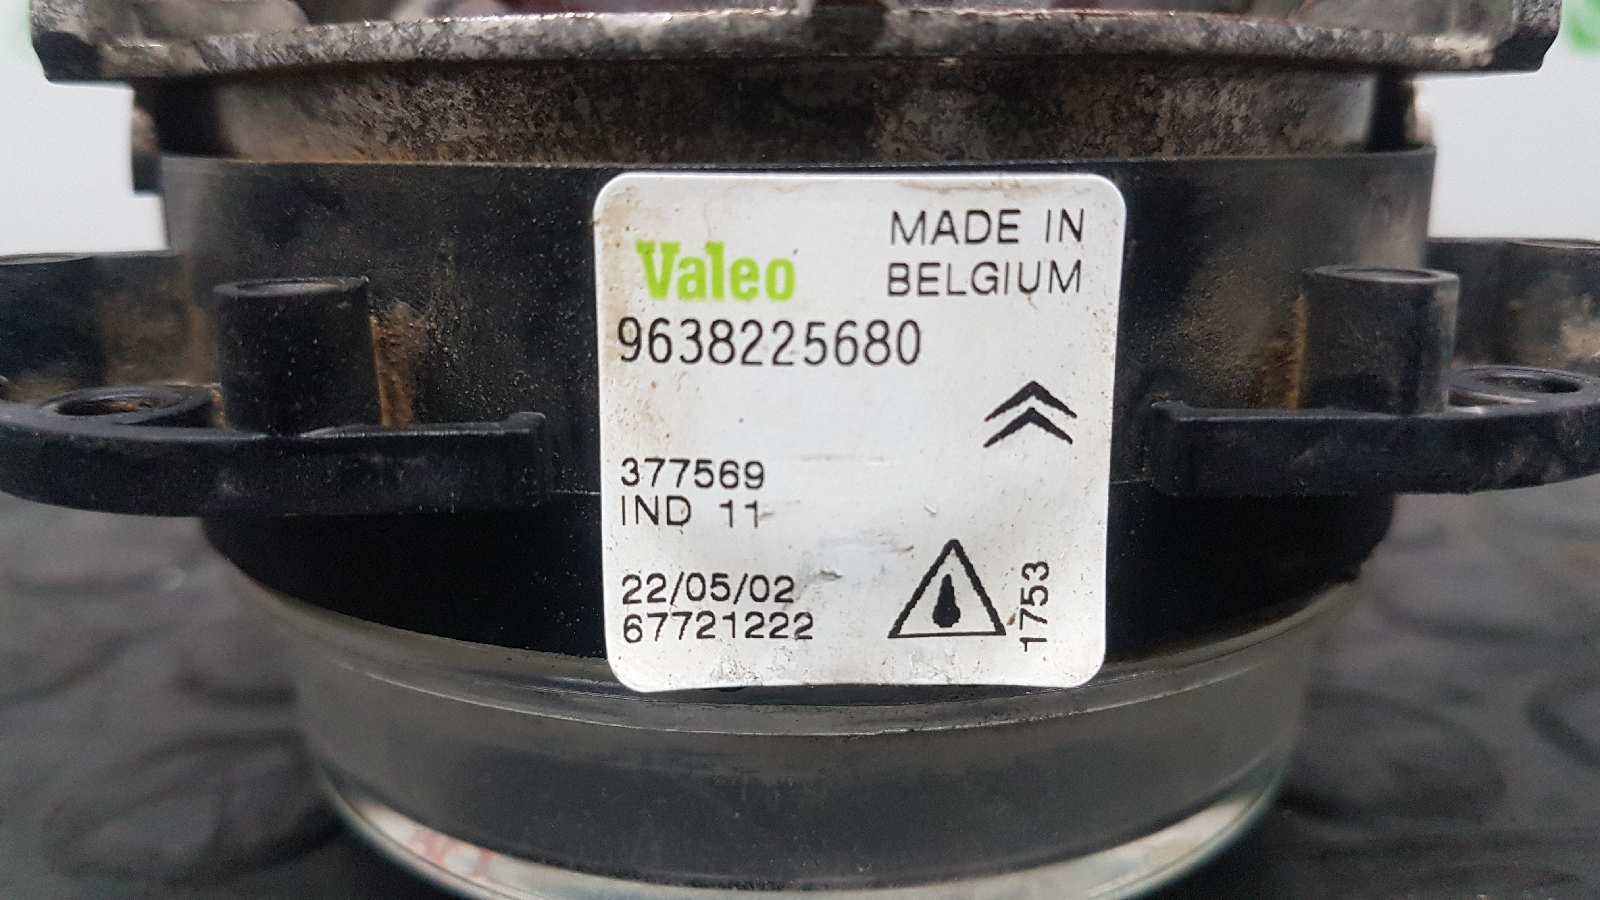 MADE IN
Valeo BELGIUM
9638225680
377569
IND 11
22/05/02
67721222
1753